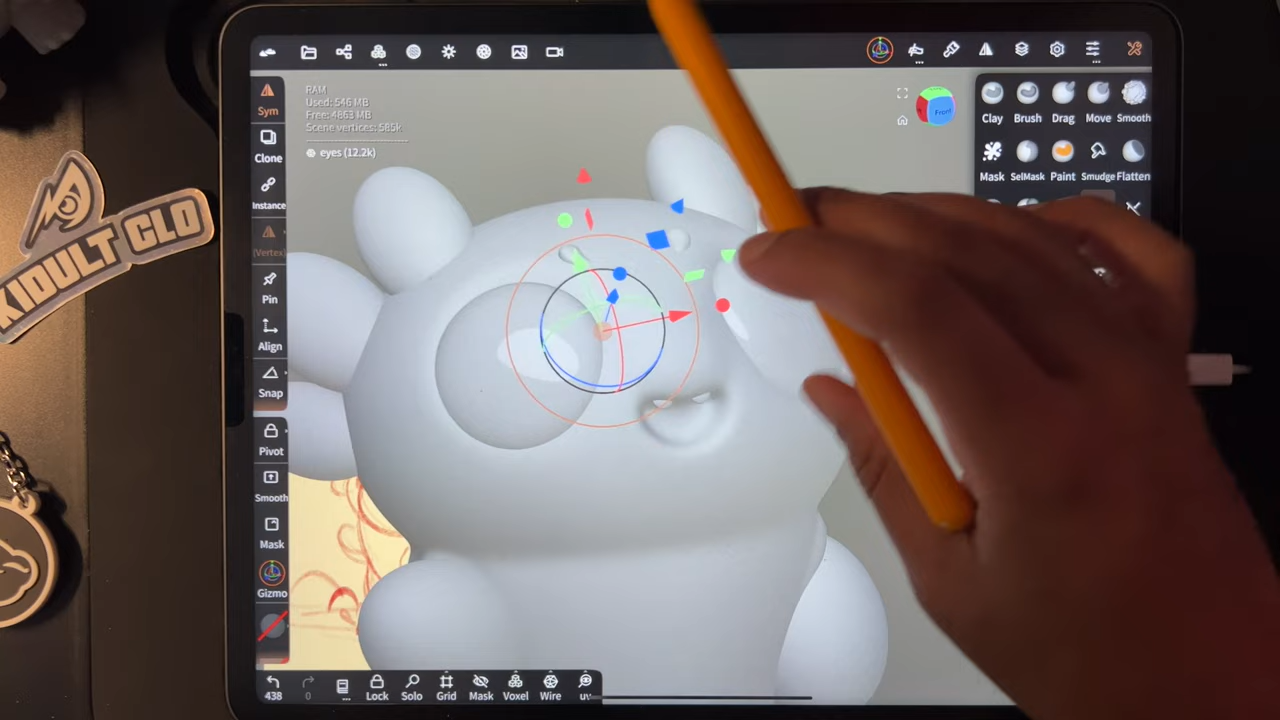 RAM
Used: 546 MB
Free: 4863 MB
Scene vertices: 585k
eyes (12.2k)
Front
Clay
Brush
Drag
Move
Smooth
Mask
SelMask
Paint
Smudge
Flatten
Sym
Clone
Instance
(Vertex)
Pin
Align
Snap
Pivot
Smooth
Mask
Gizmo
KIDULT CLO
438
0
Lock
Solo
Grid
Mask
Voxel
Wire
uv